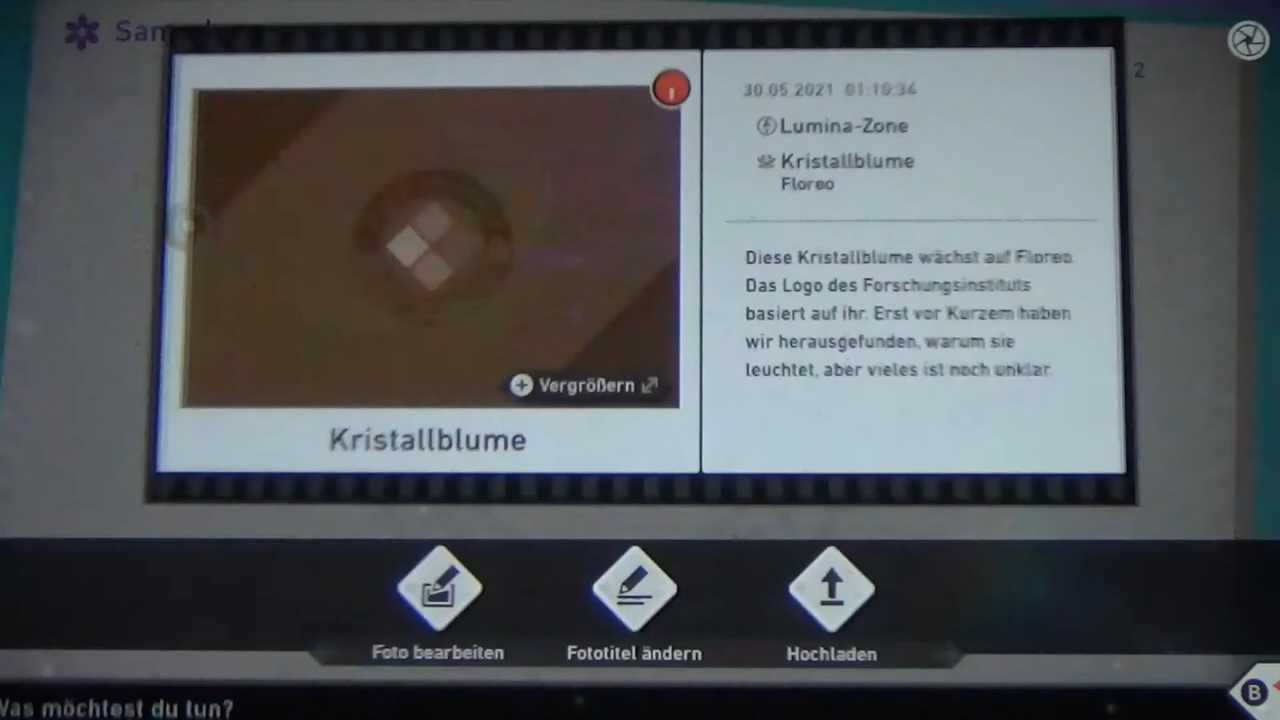 2
30.05.2021 01:10:34
Lumina-Zone
Kristallblume
Floreo
Diese Kristallblume wächst auf Floreo.
Das Logo des Forschungsinstituts
basiert auf ihr. Erst vor Kurzem haben
wir herausgefunden, warum sie
leuchtet, aber vieles ist noch unklar.
Vergrößern
Kristallblume
Foto bearbeiten
Fototitel ändern
Hochladen
B
Was möchtest du tun?